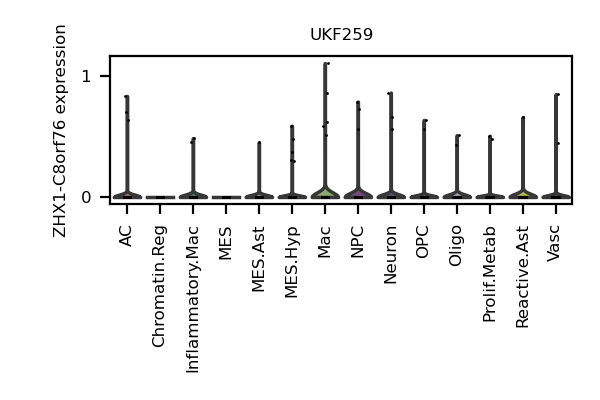 UKF259
ZHX1-C8orf76 expression
1
0
AC
Chromatin.Reg
Inflammatory.Mac
MES
MES.Ast
MES.Hyp
Mac
NPC
Neuron
OPC
Oligo
Prolif.Metab
Reactive.Ast
Vasc